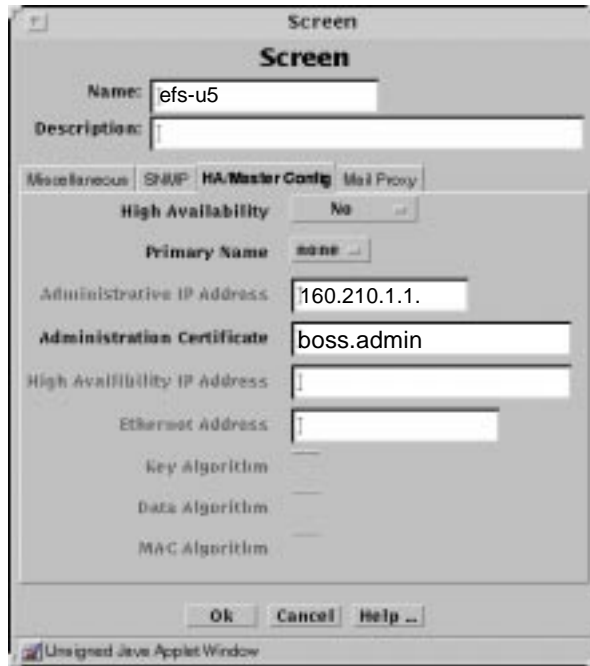 Screen
Screen
Name: efs-u5
Description:
Miscellaneous SNMP HA/Master Config Mail Proxy
High Availability No
Primary Name none
Administrative IP Address 160.210.1.1.
Administration Certificate boss.admin
High Availibility IP Address
Ethernet Address
Key Algorithm
Data Algorithm
MAC Algorithm
Ok Cancel Help ...
Unsigned Java Applet Window